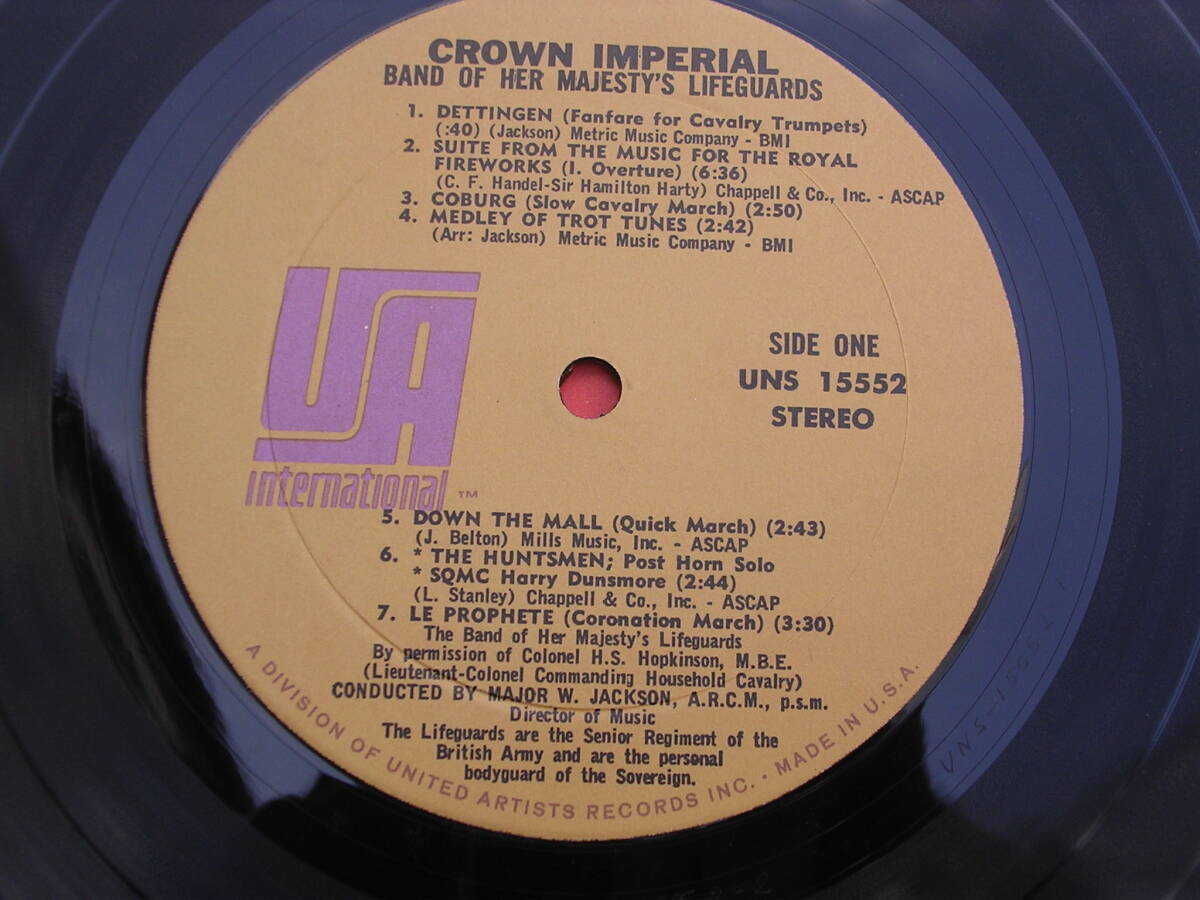 CROWN IMPERIAL
BAND OF HER MAJESTY'S LIFEGUARDS
1. DETTINGEN (Fanfare for Cavalry Trumpets)
(:40) (Jackson) Metric Music Company - BMI
2. SUITE FROM THE MUSIC FOR THE ROYAL
FIREWORKS (I. Overture) (6:36)
(C. F. Handel-Sir Hamilton Harty) Chappell & Co., Inc. - ASCAP
3. COBURG (Slow Cavalry March) (2:50)
4. MEDLEY OF TROT TUNES (2:42)
(Arr: Jackson) Metric Music Company - BMI
UA
international ™
SIDE ONE
UNS 15552
STEREO
5. DOWN THE MALL (Quick March) (2:43)
(J. Belton) Mills Music, Inc. - ASCAP
6. * THE HUNTSMEN; Post Horn Solo
* SQMC Harry Dunsmore (2:44)
(L. Stanley) Chappell & Co., Inc. - ASCAP
7. LE PROPHETE (Coronation March) (3:30)
The Band of Her Majesty's Lifeguards
By permission of Colonel H.S. Hopkinson, M.B.E.
(Lieutenant-Colonel Commanding Household Cavalry)
CONDUCTED BY MAJOR W. JACKSON, A.R.C.M., p.s.m.
Director of Music
The Lifeguards are the Senior Regiment of the
British Army and are the personal
bodyguard of the Sovereign.
A DIVISION OF UNITED ARTISTS RECORDS INC. • MADE IN U.S.A.